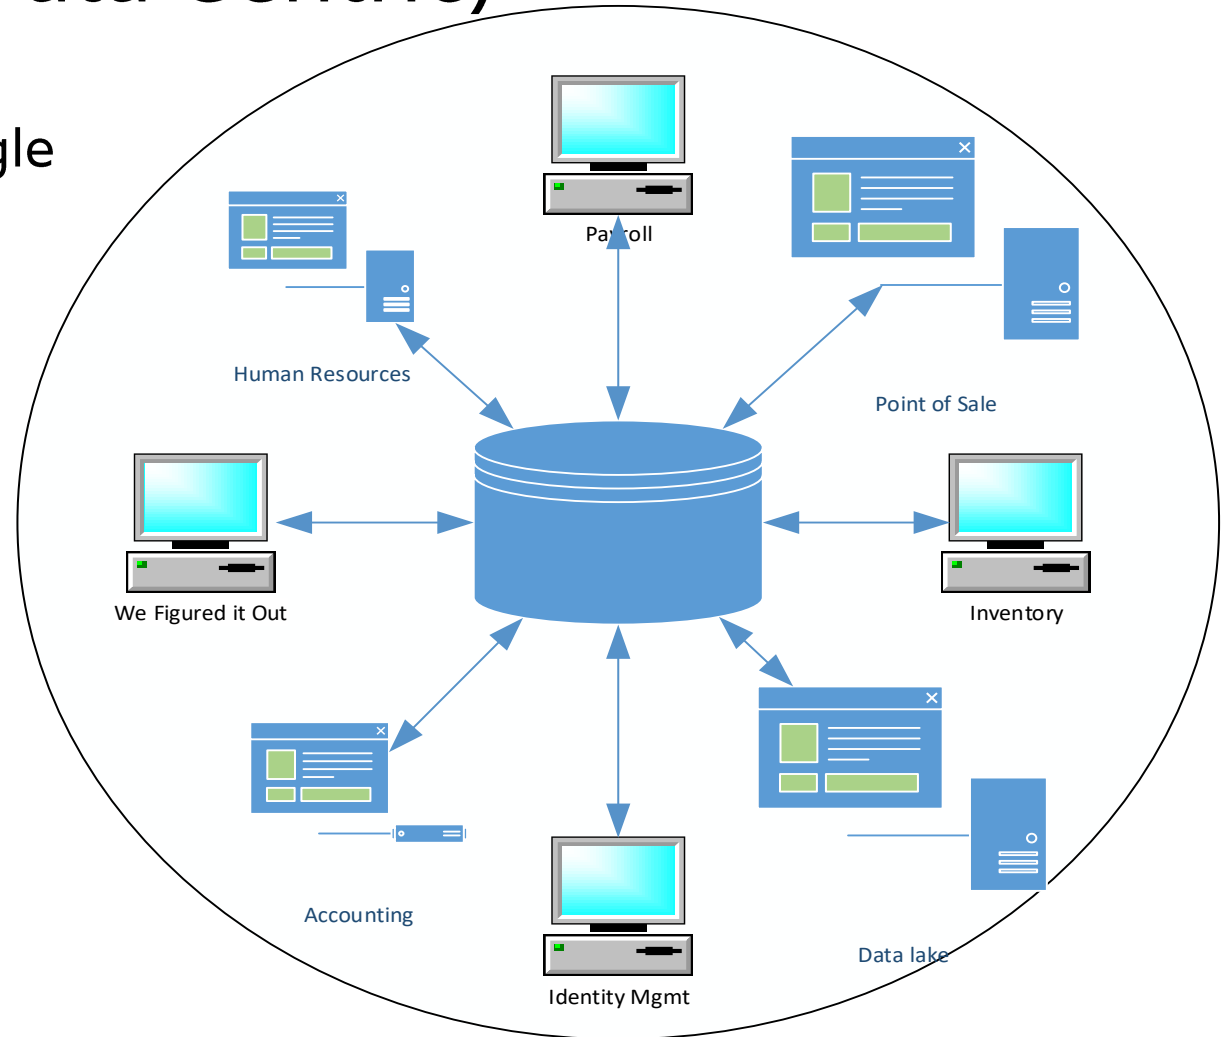 gle
Payroll
Human Resources
Point of Sale
We Figured it Out
Inventory
Accounting
Data lake
Identity Mgmt